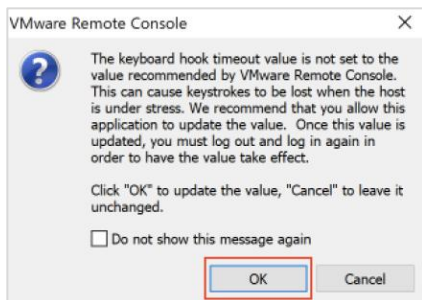 VMware Remote Console
The keyboard hook timeout value is not set to the
value recommended by VMware Remote Console.
This can cause keystrokes to be lost when the host
is under stress. We recommend that you allow this
application to update the value. Once this value is
updated, you must log out and log in again in
order to have the value take effect.
Click "OK" to update the value, "Cancel" to leave it
unchanged.
Do not show this message again
OK
Cancel